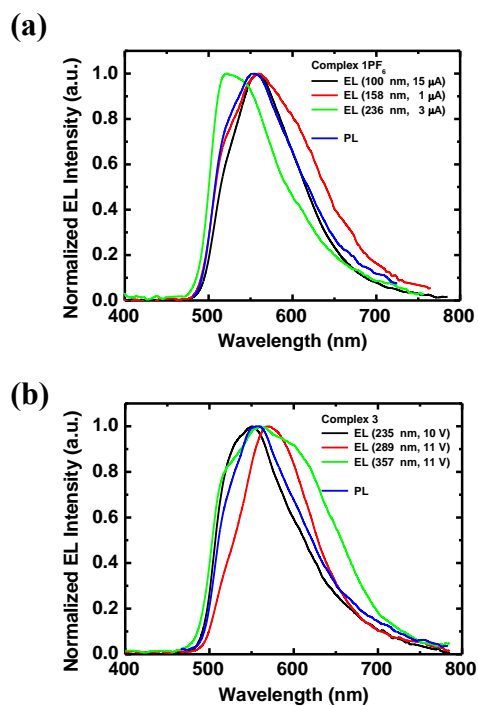 (a)
Normalized EL Intensity (a.u.)
1.0
0.8
0.6
0.4
0.2
0.0
Complex 1PF6
EL (100 nm, 15 µA)
EL (158 nm, 1 µA)
EL (236 nm, 3 µA)
PL
400 500 600 700 800
Wavelength (nm)
(b)
Normalized EL Intensity (a.u.)
1.0
0.8
0.6
0.4
0.2
0.0
Complex 3
EL (235 nm, 10 V)
EL (289 nm, 11 V)
EL (357 nm, 11 V)
PL
400 500 600 700 800
Wavelength (nm)